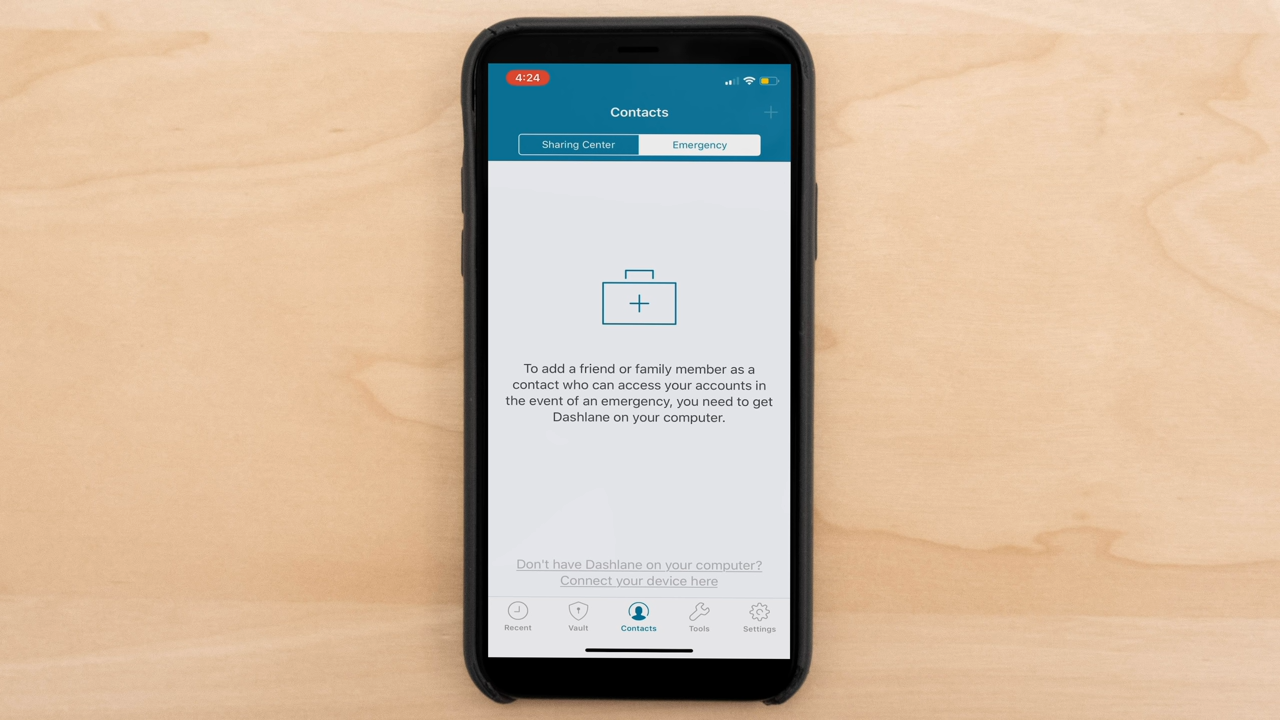 4:24
Contacts
Sharing Center
Emergency
To add a friend or family member as a
contact who can access your accounts in
the event of an emergency, you need to get
Dashlane on your computer.
Don't have Dashlane on your computer?
Connect your device here
Recent
Vault
Contacts
Tools
Settings